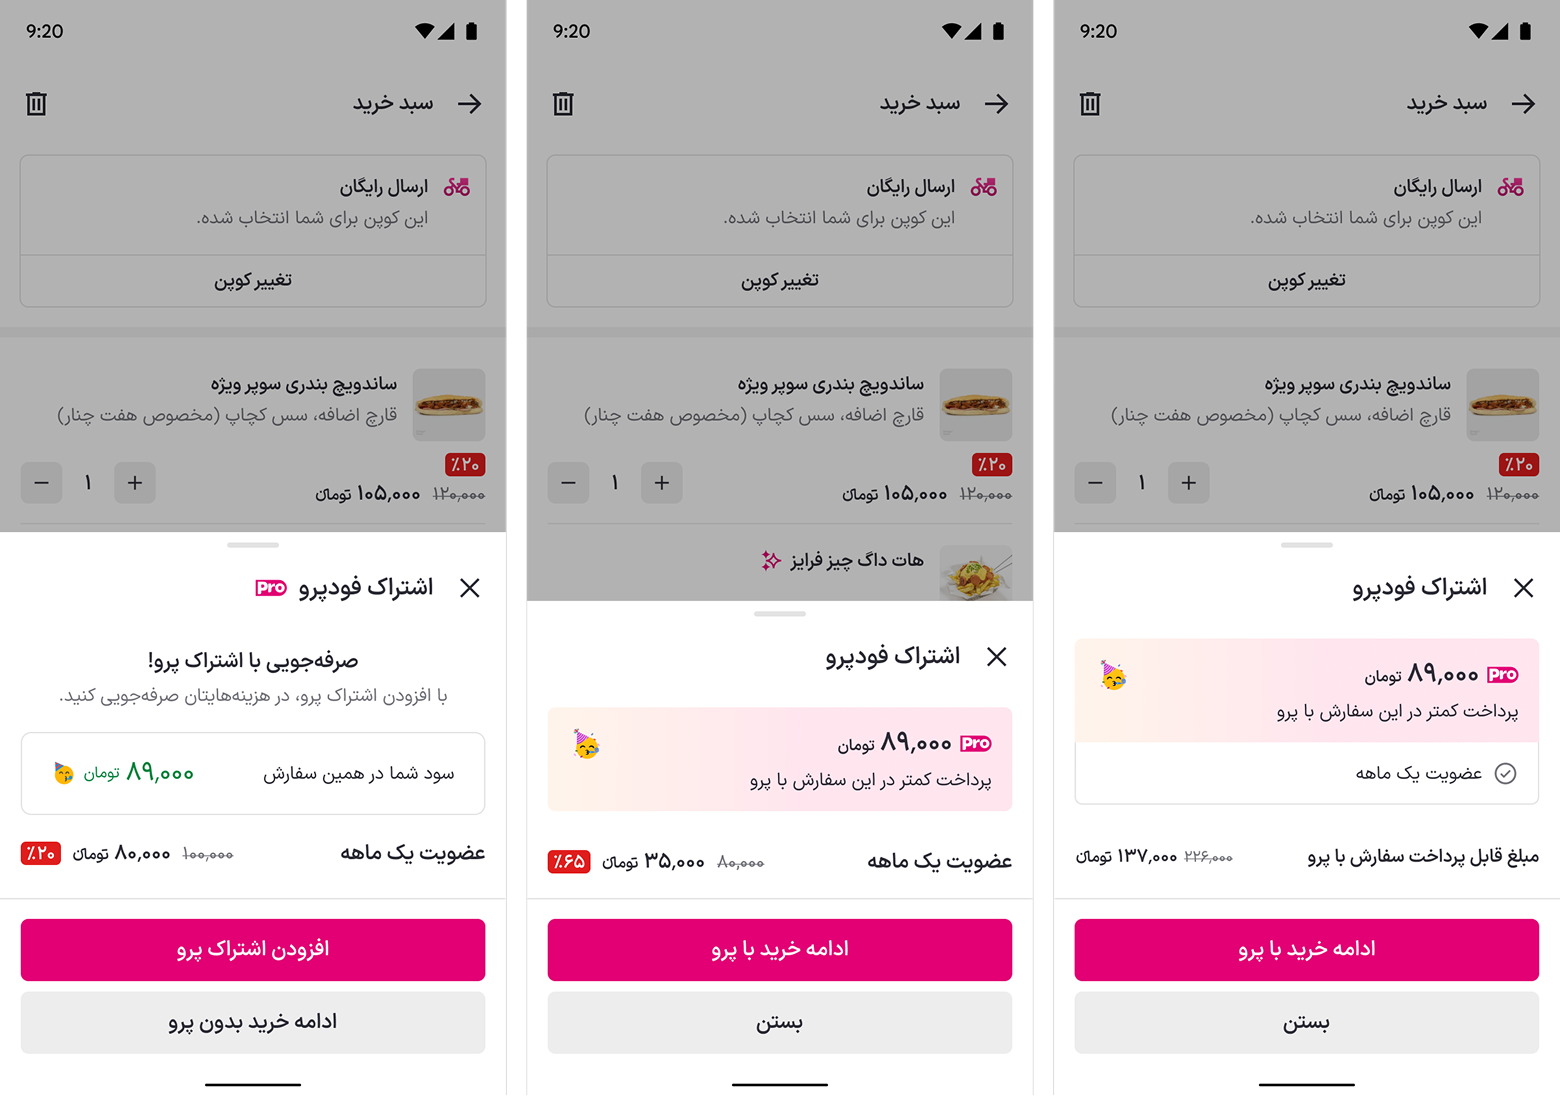 9:20
سبد خرید
ارسال رایگان
این کوپن برای شما انتخاب شده.
تغییر کوپن
ساندویچ بندری سوپر ویژه
قارچ اضافه، سس کچاپ (مخصوص هفت چنار)
٪۲۰
۱۲۰,۰۰۰ ۱۰۵,۰۰۰ تومان
+ ۱ −
اشتراک فودپرو Pro
صرفه‌جویی با اشتراک پرو!
با افزودن اشتراک پرو، در هزینه‌هایتان صرفه‌جویی کنید.
سود شما در همین سفارش ۸۹,۰۰۰ تومان
عضویت یک ماهه ۱۰۰,۰۰۰ ۸۰,۰۰۰ تومان ٪۲۰
افزودن اشتراک پرو
ادامه خرید بدون پرو
9:20
سبد خرید
ارسال رایگان
این کوپن برای شما انتخاب شده.
تغییر کوپن
ساندویچ بندری سوپر ویژه
قارچ اضافه، سس کچاپ (مخصوص هفت چنار)
٪۲۰
۱۲۰,۰۰۰ ۱۰۵,۰۰۰ تومان
+ ۱ −
هات داگ چیز فرایز
اشتراک فودپرو
Pro ۸۹,۰۰۰ تومان
پرداخت کمتر در این سفارش با پرو
عضویت یک ماهه ۸۰,۰۰۰ ۳۵,۰۰۰ تومان ٪۶۵
ادامه خرید با پرو
بستن
9:20
سبد خرید
ارسال رایگان
این کوپن برای شما انتخاب شده.
تغییر کوپن
ساندویچ بندری سوپر ویژه
قارچ اضافه، سس کچاپ (مخصوص هفت چنار)
٪۲۰
۱۲۰,۰۰۰ ۱۰۵,۰۰۰ تومان
+ ۱ −
اشتراک فودپرو
Pro ۸۹,۰۰۰ تومان
پرداخت کمتر در این سفارش با پرو
عضویت یک ماهه
مبلغ قابل پرداخت سفارش با پرو ۲۲۶,۰۰۰ ۱۳۷,۰۰۰ تومان
ادامه خرید با پرو
بستن